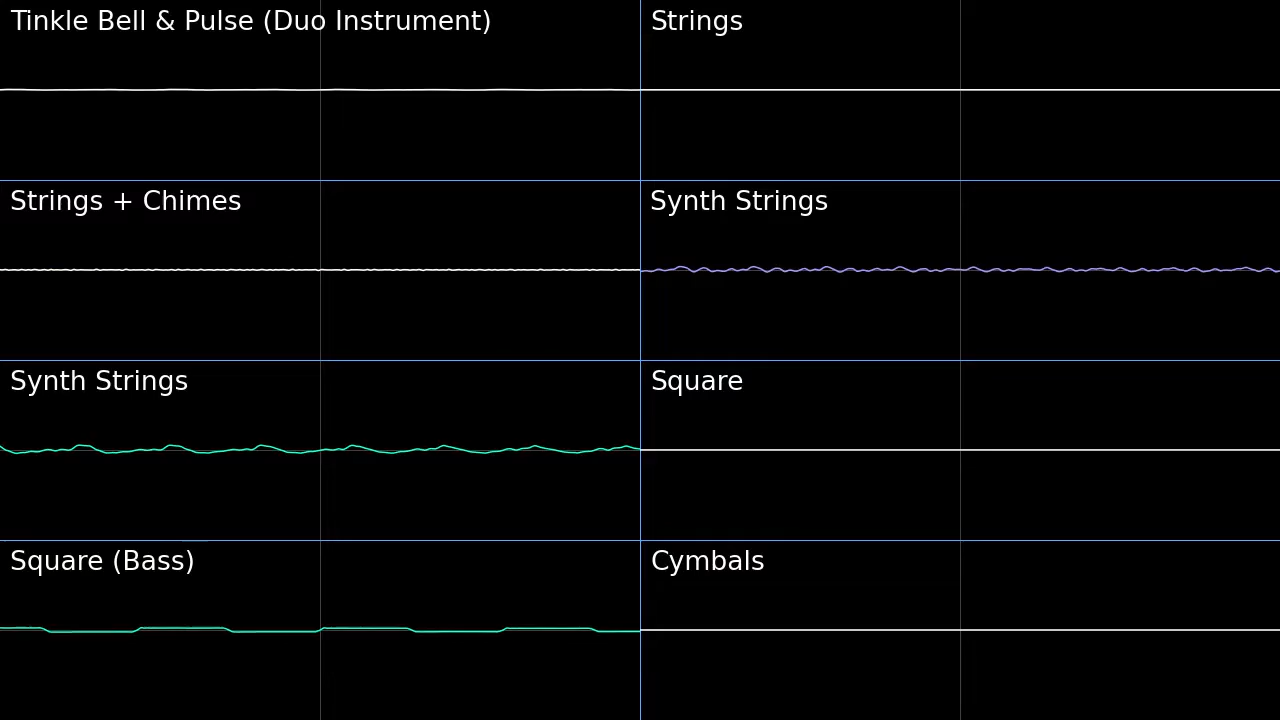 Tinkle Bell & Pulse (Duo Instrument)
Strings
Strings + Chimes
Synth Strings
Synth Strings
Square
Square (Bass)
Cymbals